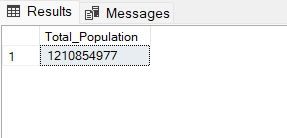 Results Messages
Total_Population
1 1210854977